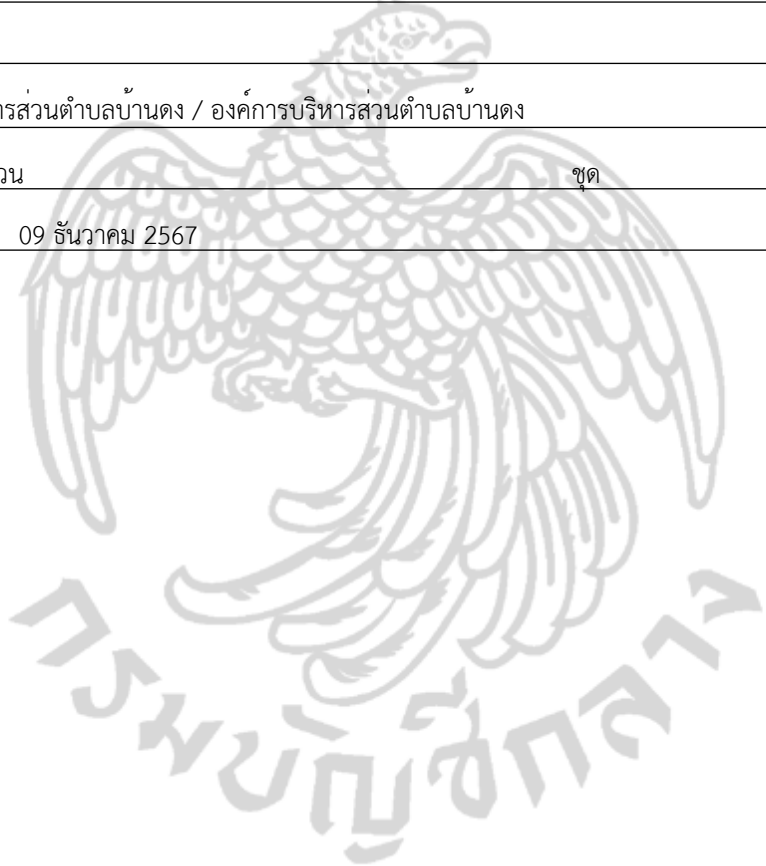 ารส่วนตำบลบ้านดง / องค์การบริหารส่วนตำบลบ้านดง
วน ชุด
09 ธันวาคม 2567
กรมบัญชีกลาง